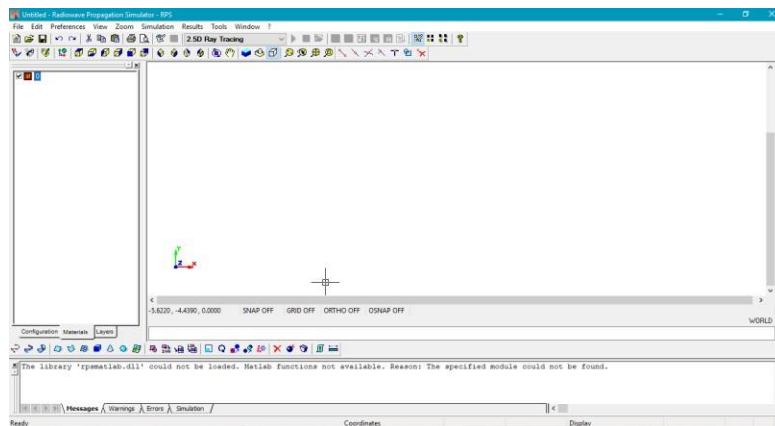 Untitled - Radiowave Propagation Simulator - RPS
File Edit Preferences View Zoom Simulation Results Tools Window ?
2.5D Ray Tracing
0
Y
Z X
-5.6220, -4.4390, 0.0000 SNAP OFF GRID OFF ORTHO OFF OSNAP OFF
WORLD
Configuration Materials Layers
The library 'rpsmatlab.dll' could not be loaded. Matlab functions not available. Reason: The specified module could not be found.
Messages Warnings Errors Simulation
Ready Coordinates Display